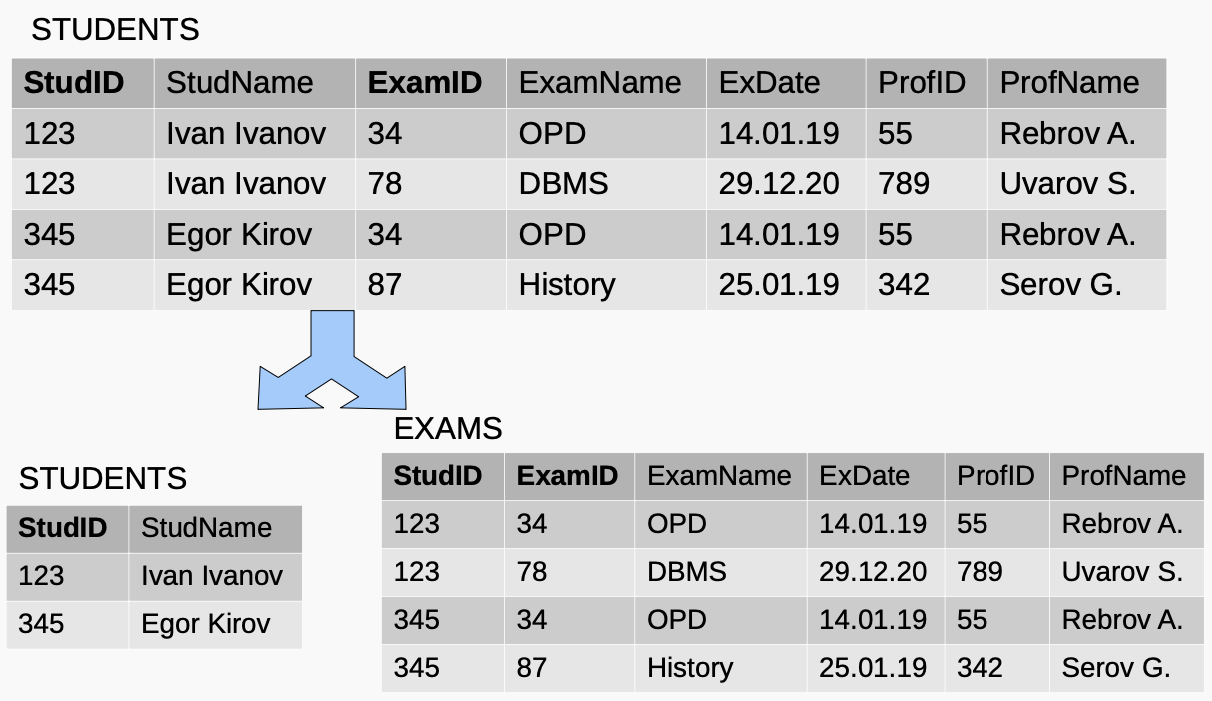 STUDENTS
StudID StudName ExamID ExamName ExDate ProfID ProfName
123 Ivan Ivanov 34 OPD 14.01.19 55 Rebrov A.
123 Ivan Ivanov 78 DBMS 29.12.20 789 Uvarov S.
345 Egor Kirov 34 OPD 14.01.19 55 Rebrov A.
345 Egor Kirov 87 History 25.01.19 342 Serov G.
STUDENTS
StudID StudName
123 Ivan Ivanov
345 Egor Kirov
EXAMS
StudID ExamID ExamName ExDate ProfID ProfName
123 34 OPD 14.01.19 55 Rebrov A.
123 78 DBMS 29.12.20 789 Uvarov S.
345 34 OPD 14.01.19 55 Rebrov A.
345 87 History 25.01.19 342 Serov G.